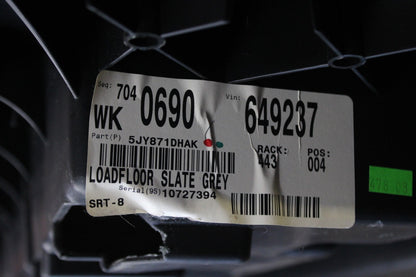 Seq: 704 0690 Vin: 649237
WK
Part(P) 5JY871DHAK RACK: POS:
443 004
LOADFLOOR SLATE GREY
Serial(9S) 10727394
SRT-8